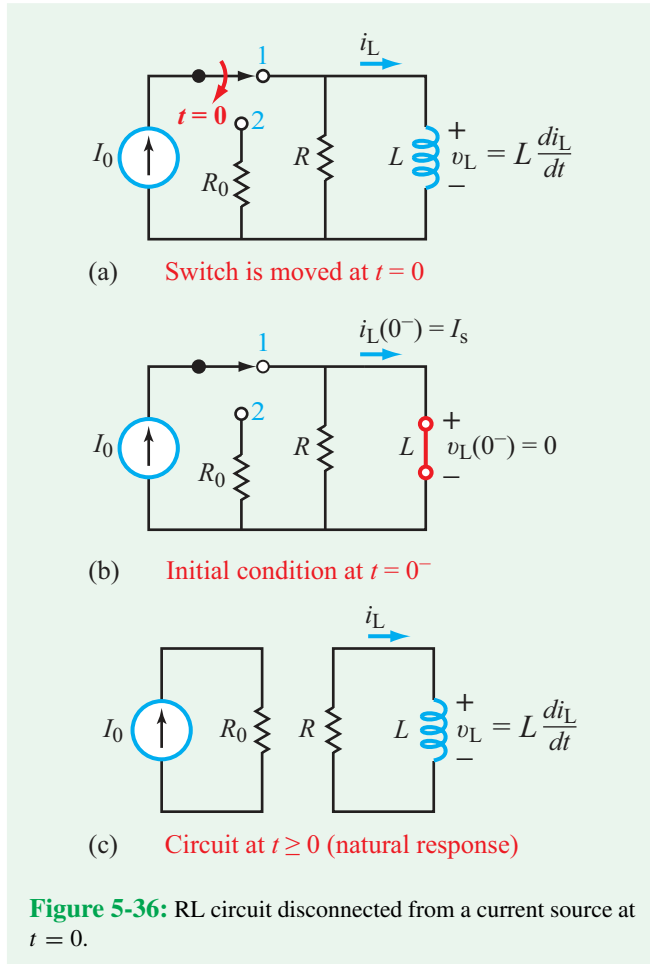 1
i_L
t = 0
2
I_0
R_0
R
L
+
v_L = L di_L/dt
−
(a) Switch is moved at t = 0
i_L(0⁻) = I_s
1
2
I_0
R_0
R
L
+
v_L(0⁻) = 0
−
(b) Initial condition at t = 0⁻
i_L
I_0
R_0
R
L
+
v_L = L di_L/dt
−
(c) Circuit at t ≥ 0 (natural response)
Figure 5-36: RL circuit disconnected from a current source at
t = 0.